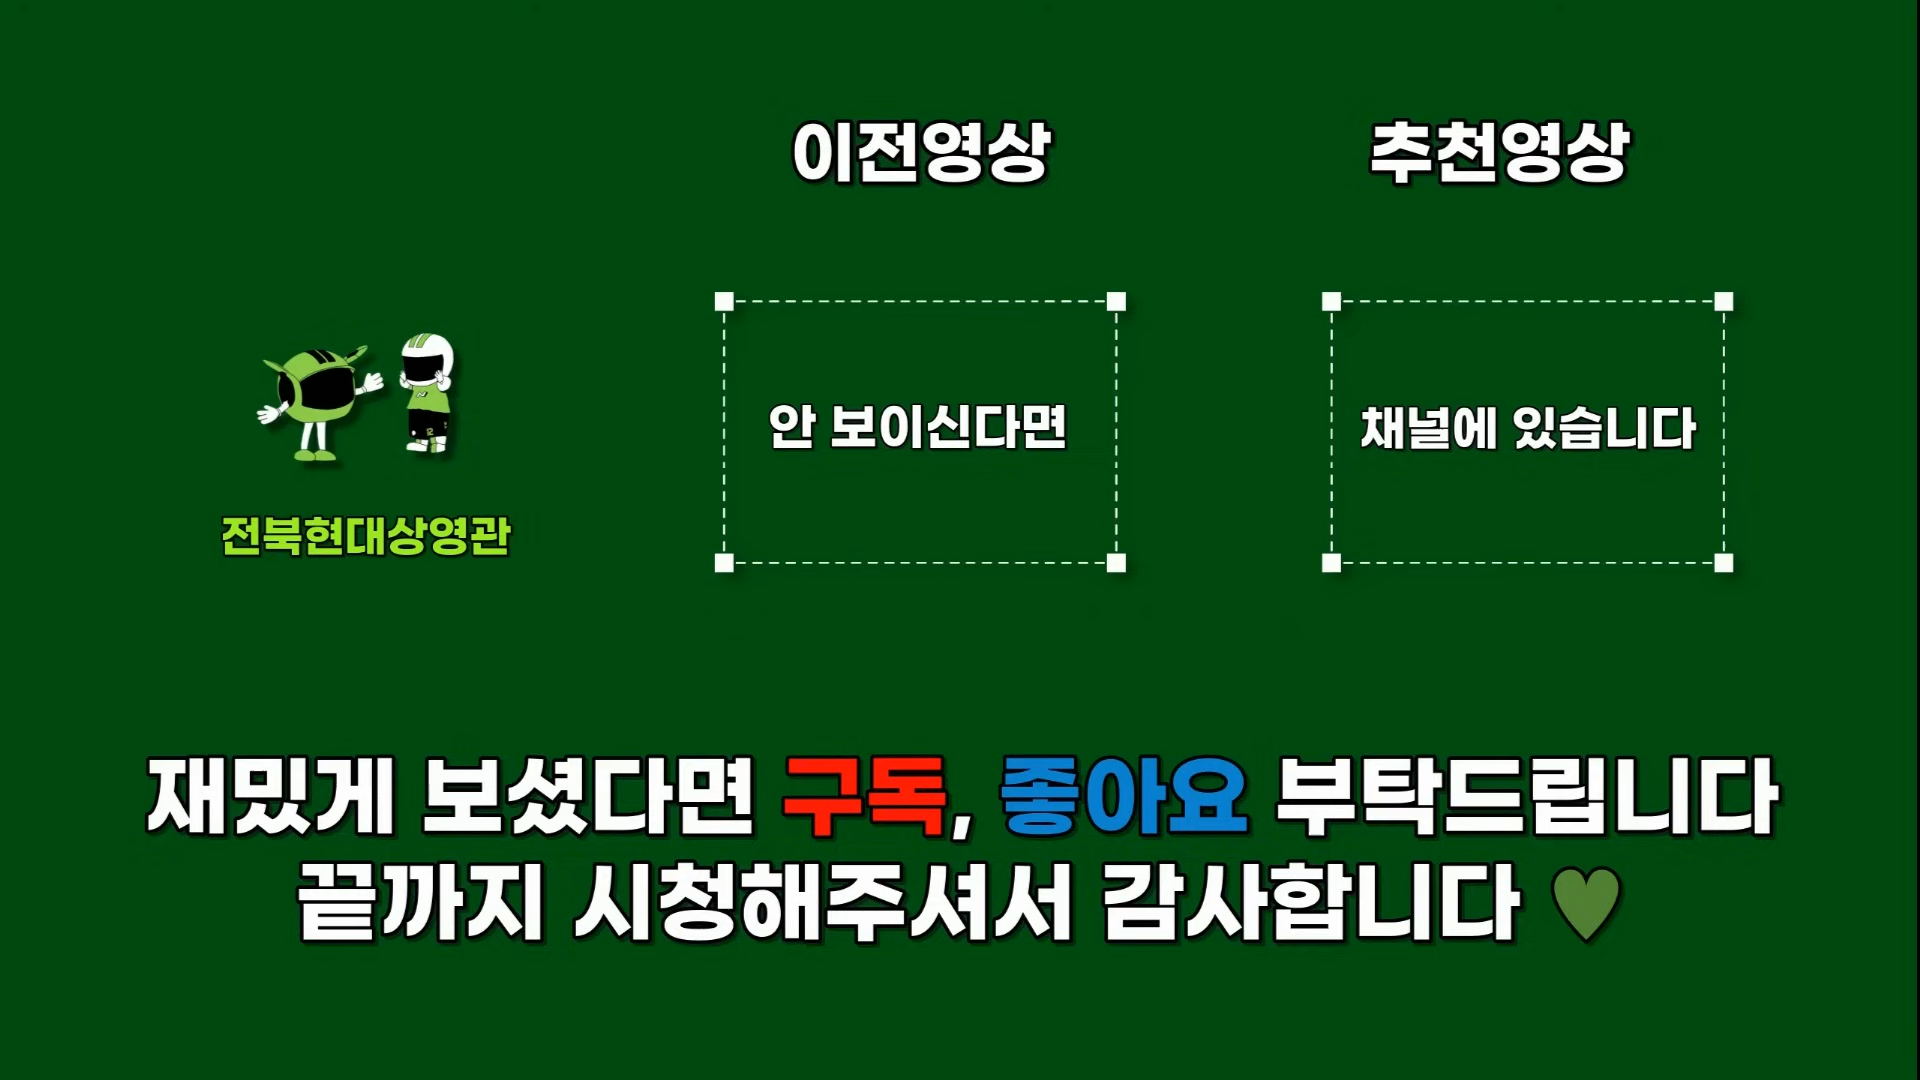 이전영상
추천영상
안 보이신다면
채널에 있습니다
전북현대상영관
재밌게 보셨다면 구독, 좋아요 부탁드립니다
끝까지 시청해주셔서 감사합니다 ♥